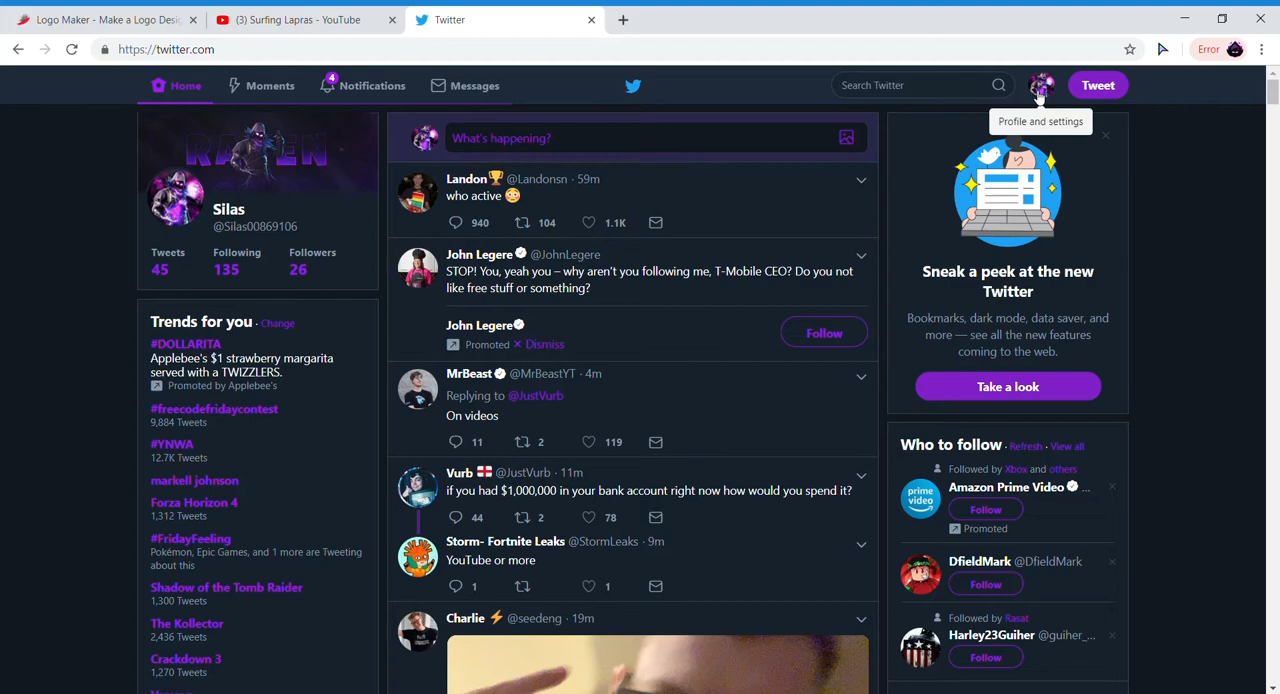 Logo Maker - Make a Logo Desig
(3) Surfing Lapras - YouTube
Twitter
https://twitter.com
Error
Home
Moments
4
Notifications
Messages
Search Twitter
Tweet
Profile and settings
RAVEN
Silas
@Silas00869106
Tweets Following Followers
45 135 26
Trends for you · Change
#DOLLARITA
Applebee's $1 strawberry margarita
served with a TWIZZLERS.
Promoted by Applebee's
#freecodefridaycontest
9,884 Tweets
#YNWA
12.7K Tweets
markell johnson
Forza Horizon 4
1,312 Tweets
#FridayFeeling
Pokémon, Epic Games, and 1 more are Tweeting
about this
Shadow of the Tomb Raider
1,300 Tweets
The Kollector
2,436 Tweets
Crackdown 3
1,270 Tweets
What's happening?
Landon🏆 @Landonsn · 59m
who active 😳
940 104 1.1K
John Legere @JohnLegere
STOP! You, yeah you – why aren't you following me, T-Mobile CEO? Do you not
like free stuff or something?
John Legere
Follow
Promoted × Dismiss
MrBeast @MrBeastYT · 4m
Replying to @JustVurb
On videos
11 2 119
Vurb 🏴󠁧󠁢󠁥󠁮󠁧󠁿 @JustVurb · 11m
if you had $1,000,000 in your bank account right now how would you spend it?
44 2 78
Storm- Fortnite Leaks @StormLeaks · 9m
YouTube or more
1 1
Charlie ⚡ @seedeng · 19m
Sneak a peek at the new
Twitter
Bookmarks, dark mode, data saver, and
more — see all the new features
coming to the web.
Take a look
Who to follow · Refresh · View all
Followed by Xbox and others
Amazon Prime Video ...
prime
video
Follow
Promoted
DfieldMark @DfieldMark
Follow
Followed by Rasat
Harley23Guiher @guiher_...
Follow